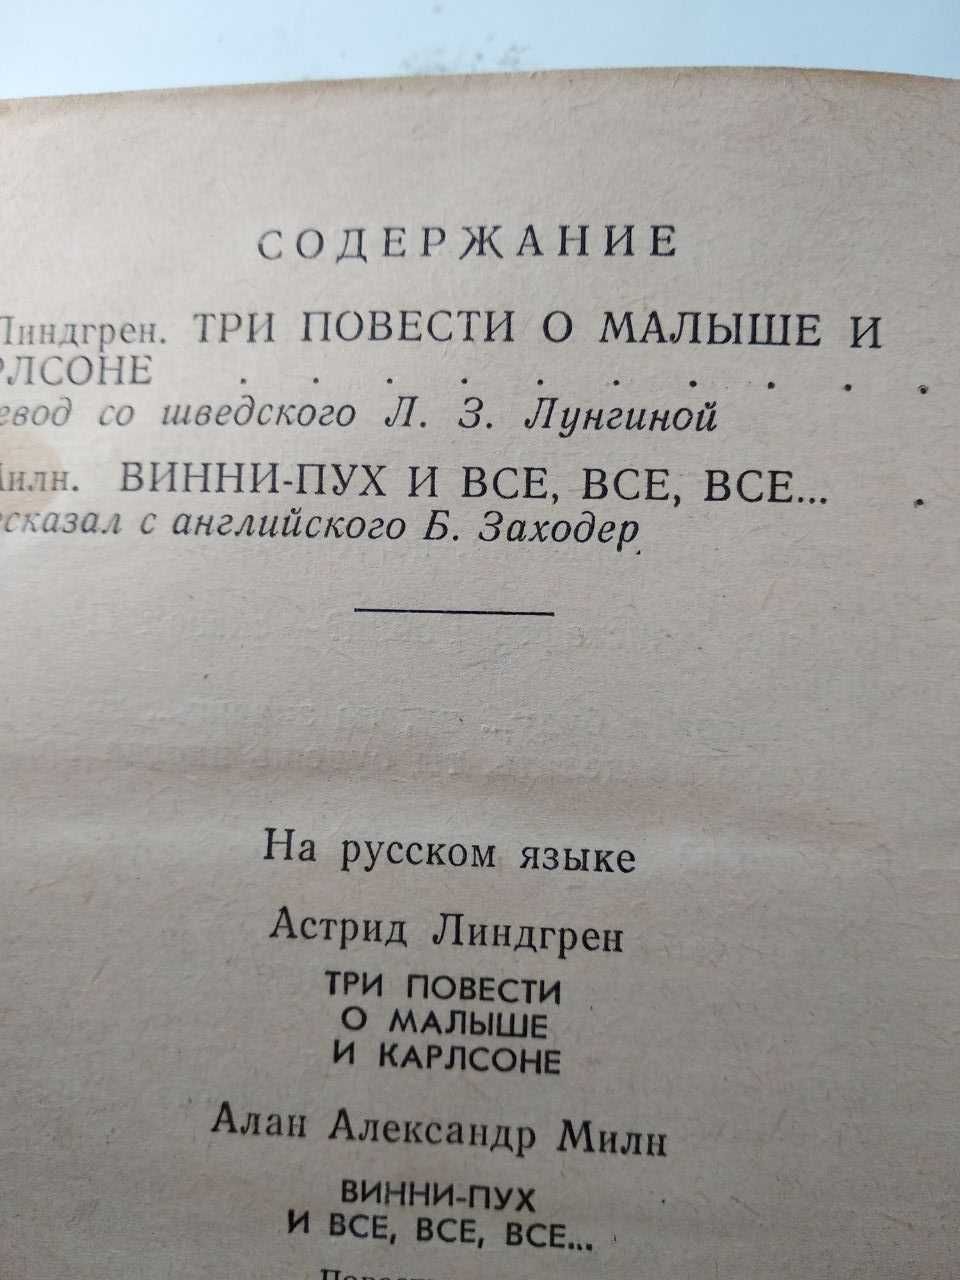 СОДЕРЖАНИЕ
Линдгрен. ТРИ ПОВЕСТИ О МАЛЫШЕ И
РЛСОНЕ . . . . . . . . . .
евод со шведского Л. З. Лунгиной
Милн. ВИННИ-ПУХ И ВСЕ, ВСЕ, ВСЕ... .
сказал с английского Б. Заходер
На русском языке
Астрид Линдгрен
ТРИ ПОВЕСТИ
О МАЛЫШЕ
И КАРЛСОНЕ
Алан Александр Милн
ВИННИ-ПУХ
И ВСЕ, ВСЕ, ВСЕ...